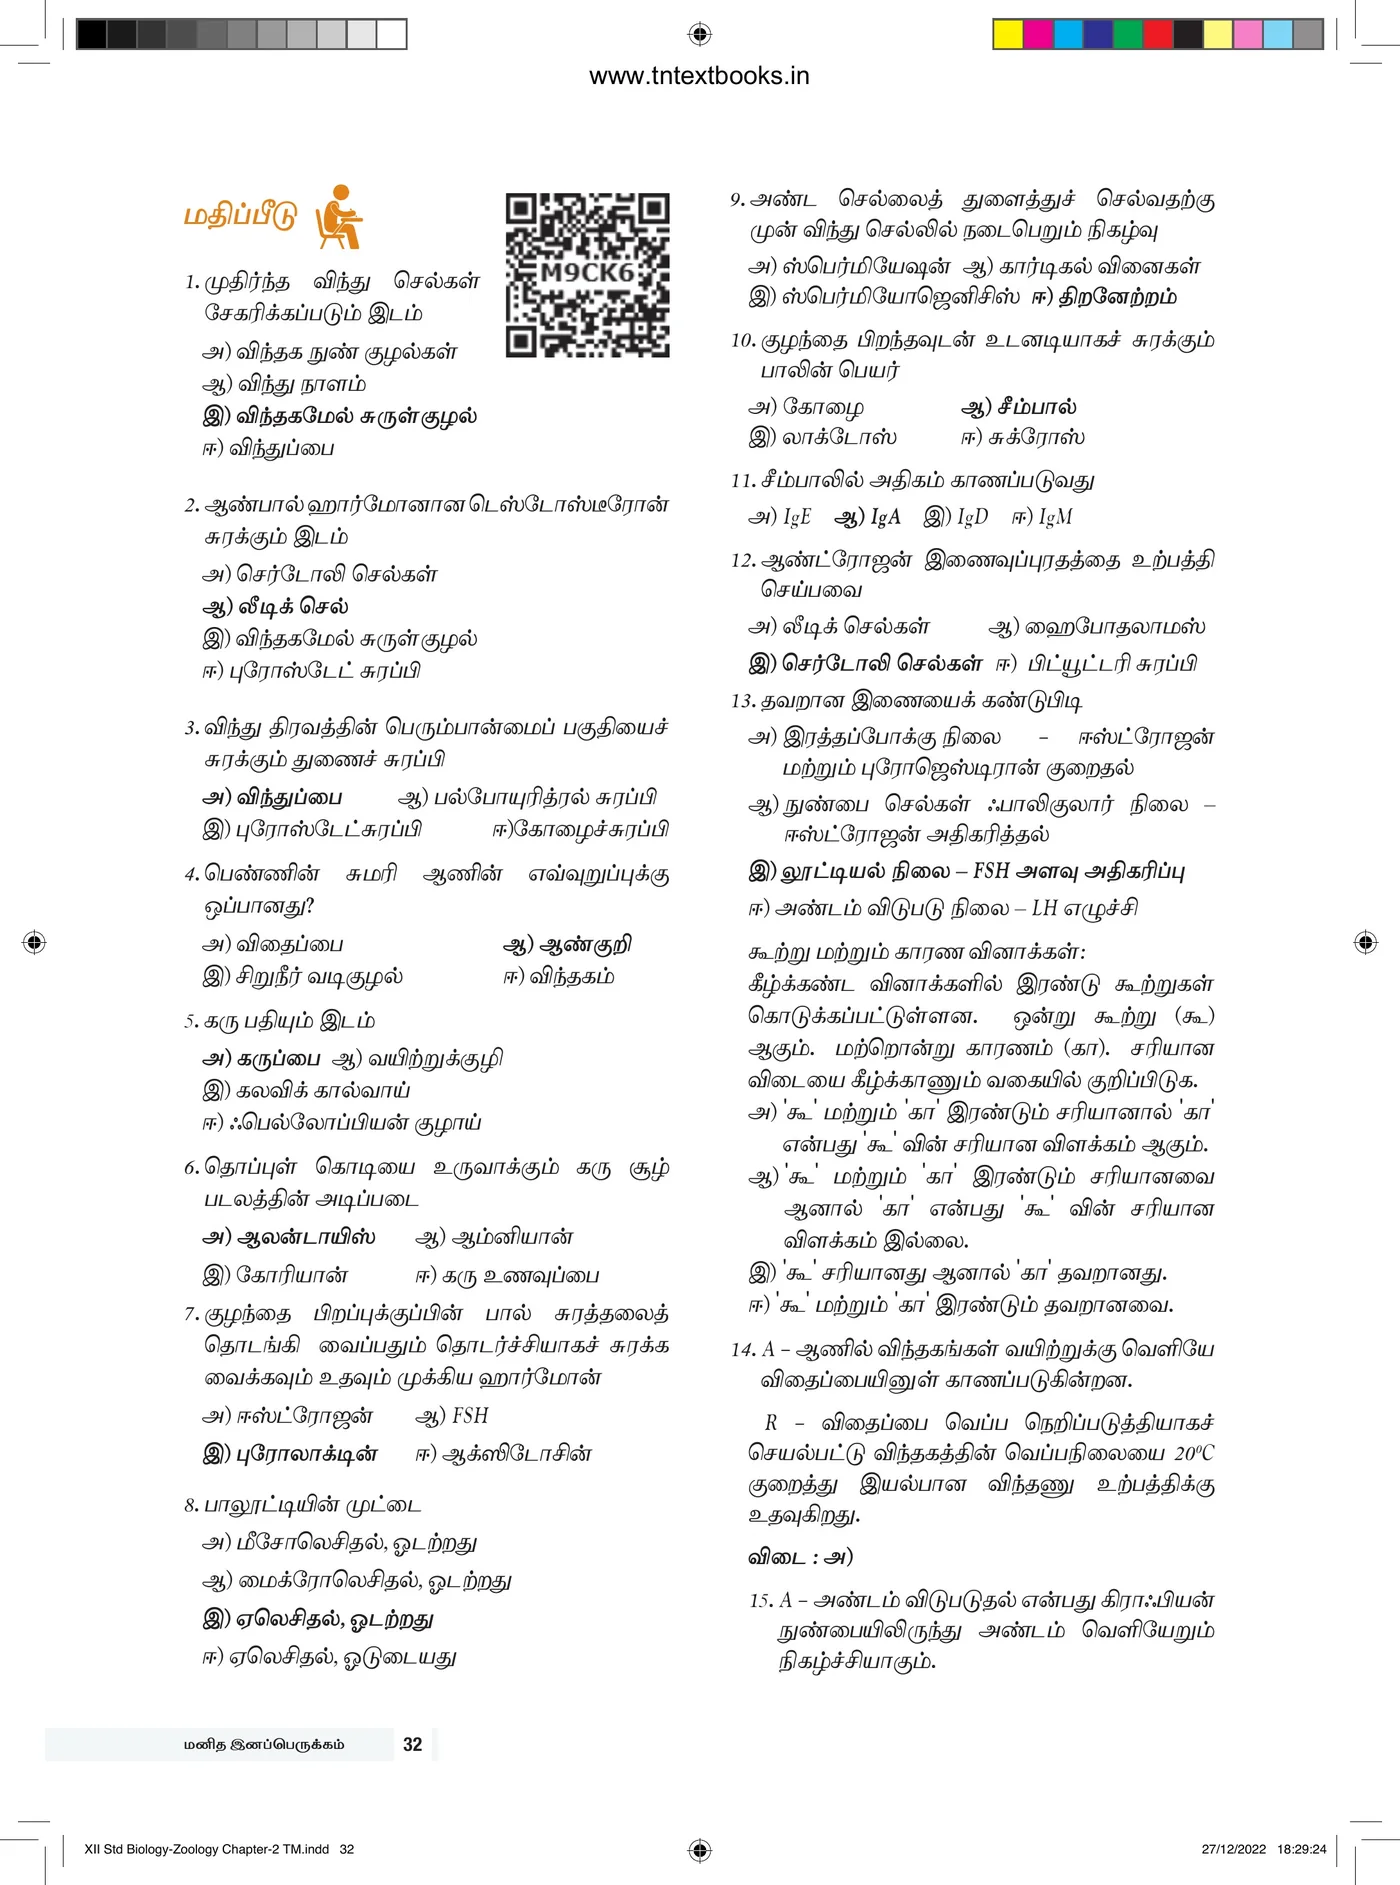 www.tntextbooks.in
மதிப்பீடு
M9CK6
1. முதிர்ந்த விந்து செல்கள்
சேகரிக்கப்படும் இடம்
அ) விந்தக நுண் குழல்கள்
ஆ) விந்து நாளம்
இ) விந்தகமேல் சுருள்குழல்
ஈ) விந்துப்பை
2. ஆண்பால் ஹார்மோனான டெஸ்டோஸ்டீரோன்
சுரக்கும் இடம்
அ) செர்டோலி செல்கள்
ஆ) லீடிக் செல்
இ) விந்தகமேல் சுருள்குழல்
ஈ) புரோஸ்டேட் சுரப்பி
3. விந்து திரவத்தின் பெரும்பான்மைப் பகுதியைச்
சுரக்கும் துணைச் சுரப்பி
அ) விந்துப்பை ஆ) பல்போயுரித்ரல் சுரப்பி
இ) புரோஸ்டேட்சுரப்பி ஈ)கோழைச்சுரப்பி
4. பெண்ணின் சுமரி ஆணின் எவ்வுறுப்புக்கு
ஒப்பானது?
அ) விதைப்பை ஆ) ஆண்குறி
இ) சிறுநீர் வடிகுழல் ஈ) விந்தகம்
5. கரு பதியும் இடம்
அ) கருப்பை ஆ) வயிற்றுக்குழி
இ) கலவிக் கால்வாய்
ஈ) ஃபெல்லோப்பியன் குழாய்
6. தொப்புள் கொடியை உருவாக்கும் கரு சூழ்
படலத்தின் அடிப்படை
அ) ஆலன்டாயிஸ் ஆ) ஆம்னியான்
இ) கோரியான் ஈ) கரு உணவுப்பை
7. குழந்தை பிறப்புக்குப்பின் பால் சுரத்தலைத்
தொடங்கி வைப்பதும் தொடர்ச்சியாகச் சுரக்க
வைக்கவும் உதவும் முக்கிய ஹார்மோன்
அ) ஈஸ்ட்ரோஜன் ஆ) FSH
இ) புரோலாக்டின் ஈ) ஆக்ஸிடோசின்
8. பாலூட்டியின் முட்டை
அ) மீசோலெசிதல், ஓடற்றது
ஆ) மைக்ரோலெசிதல், ஓடற்றது
இ) ஏலெசிதல், ஓடற்றது
ஈ) ஏலெசிதல், ஓடுடையது
9. அண்ட செல்லைத் துளைத்துச் செல்வதற்கு
முன் விந்து செல்லில் நடைபெறும் நிகழ்வு
அ) ஸ்பெர்மியேஷன் ஆ) கார்டிகல் வினைகள்
இ) ஸ்பெர்மியோஜெனிசிஸ் ஈ) திறனேற்றம்
10. குழந்தை பிறந்தவுடன் உடனடியாகச் சுரக்கும்
பாலின் பெயர்
அ) கோழை ஆ) சீம்பால்
இ) லாக்டோஸ் ஈ) சுக்ரோஸ்
11. சீம்பாலில் அதிகம் காணப்படுவது
அ) IgE ஆ) IgA இ) IgD ஈ) IgM
12. ஆண்ட்ரோஜன் இணைவுப்புரதத்தை உற்பத்தி
செய்பவை
அ) லீடிக் செல்கள் ஆ) ஹைபோதலாமஸ்
இ) செர்டோலி செல்கள் ஈ) பிட்யூட்டரி சுரப்பி
13. தவறான இணையைக் கண்டுபிடி
அ) இரத்தப்போக்கு நிலை – ஈஸ்ட்ரோஜன்
மற்றும் புரோஜெஸ்டிரான் குறைதல்
ஆ) நுண்பை செல்கள் ஃபாலிகுலார் நிலை –
ஈஸ்ட்ரோஜன் அதிகரித்தல்
இ) லூட்டியல் நிலை – FSH அளவு அதிகரிப்பு
ஈ) அண்டம் விடுபடு நிலை – LH எழுச்சி
கூற்று மற்றும் காரண வினாக்கள்:
கீழ்க்கண்ட வினாக்களில் இரண்டு கூற்றுகள்
கொடுக்கப்பட்டுள்ளன. ஒன்று கூற்று (கூ)
ஆகும். மற்றொன்று காரணம் (கா). சரியான
விடையை கீழ்க்காணும் வகையில் குறிப்பிடுக.
அ) 'கூ' மற்றும் 'கா' இரண்டும் சரியானால் 'கா'
என்பது 'கூ' வின் சரியான விளக்கம் ஆகும்.
ஆ) 'கூ' மற்றும் 'கா' இரண்டும் சரியானவை
ஆனால் 'கா' என்பது 'கூ' வின் சரியான
விளக்கம் இல்லை.
இ) 'கூ' சரியானது ஆனால் 'கா' தவறானது.
ஈ) 'கூ' மற்றும் 'கா' இரண்டும் தவறானவை.
14. A – ஆணில் விந்தகங்கள் வயிற்றுக்கு வெளியே
விதைப்பையினுள் காணப்படுகின்றன.
R – விதைப்பை வெப்ப நெறிப்படுத்தியாகச்
செயல்பட்டு விந்தகத்தின் வெப்பநிலையை 20⁰C
குறைத்து இயல்பான விந்தணு உற்பத்திக்கு
உதவுகிறது.
விடை : அ)
15. A – அண்டம் விடுபடுதல் என்பது கிராஃபியன்
நுண்பையிலிருந்து அண்டம் வெளியேறும்
நிகழ்ச்சியாகும்.
மனித இனப்பெருக்கம் 32
XII Std Biology-Zoology Chapter-2 TM.indd 32 27/12/2022 18:29:24